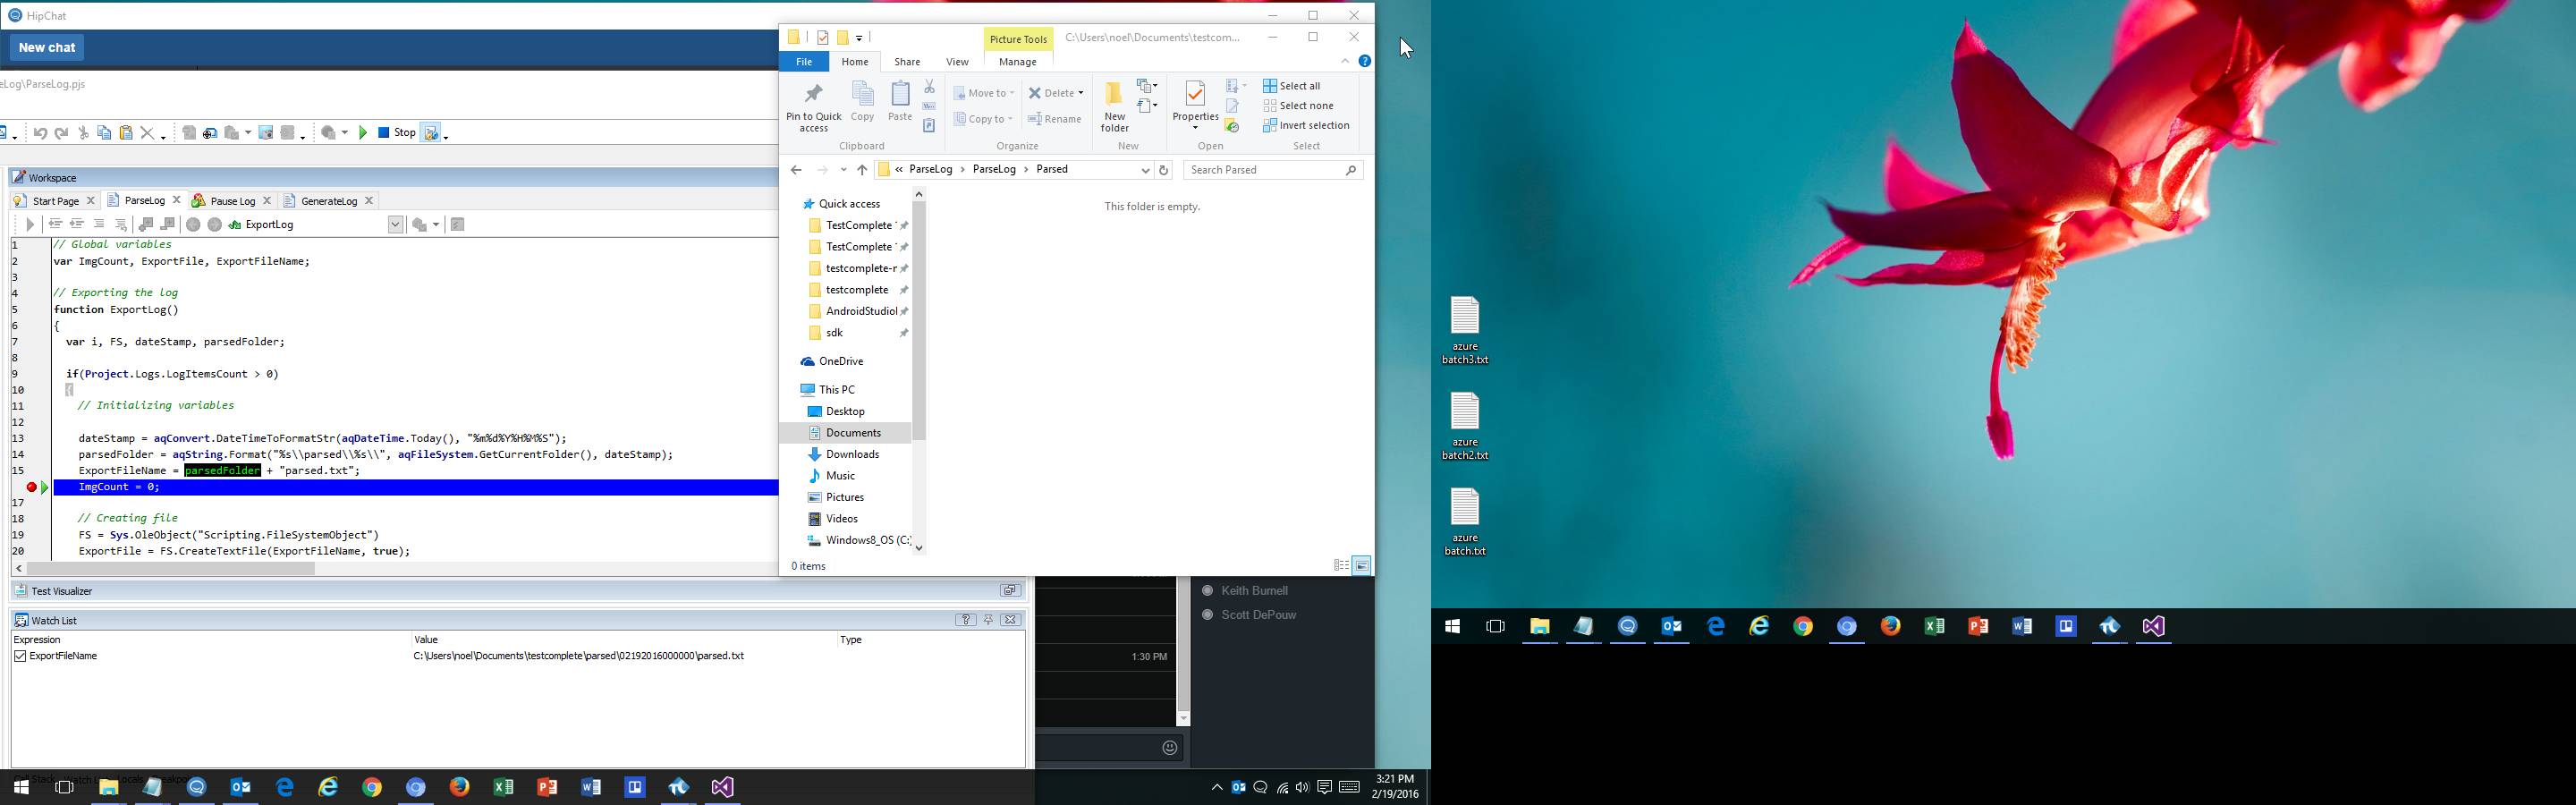 HipChat
New chat
eLog\ParseLog.pjs
Stop
Workspace
Start Page
ParseLog
Pause Log
GenerateLog
ExportLog
1 // Global variables
2 var ImgCount, ExportFile, ExportFileName;
3
4 // Exporting the log
5 function ExportLog()
6 {
7 var i, FS, dateStamp, parsedFolder;
8
9 if(Project.Logs.LogItemsCount > 0)
10 {
11 // Initializing variables
12
13 dateStamp = aqConvert.DateTimeToFormatStr(aqDateTime.Today(), "%m%d%Y%H%M%S");
14 parsedFolder = aqString.Format("%s\\parsed\\%s\\", aqFileSystem.GetCurrentFolder(), dateStamp);
15 ExportFileName = parsedFolder + "parsed.txt";
ImgCount = 0;
17
18 // Creating file
19 FS = Sys.OleObject("Scripting.FileSystemObject")
20 ExportFile = FS.CreateTextFile(ExportFileName, true);
Test Visualizer
Watch List
Expression Value Type
ExportFileName C:\Users\noel\Documents\testcomplete\parsed\02192016000000\parsed.txt
Picture Tools
C:\Users\noel\Documents\testcom...
File Home Share View Manage
Pin to Quick access
Copy
Paste
Clipboard
Move to
Copy to
Delete
Rename
Organize
New folder
New
Properties
Open
Select all
Select none
Invert selection
Select
« ParseLog > ParseLog > Parsed
Search Parsed
Quick access
TestComplete
TestComplete
testcomplete-r
testcomplete
AndroidStudiol
sdk
OneDrive
This PC
Desktop
Documents
Downloads
Music
Pictures
Videos
Windows8_OS (C:)
This folder is empty.
0 items
Keith Burnell
Scott DePouw
1:30 PM
3:21 PM
2/19/2016
azure
batch3.txt
azure
batch2.txt
azure
batch.txt